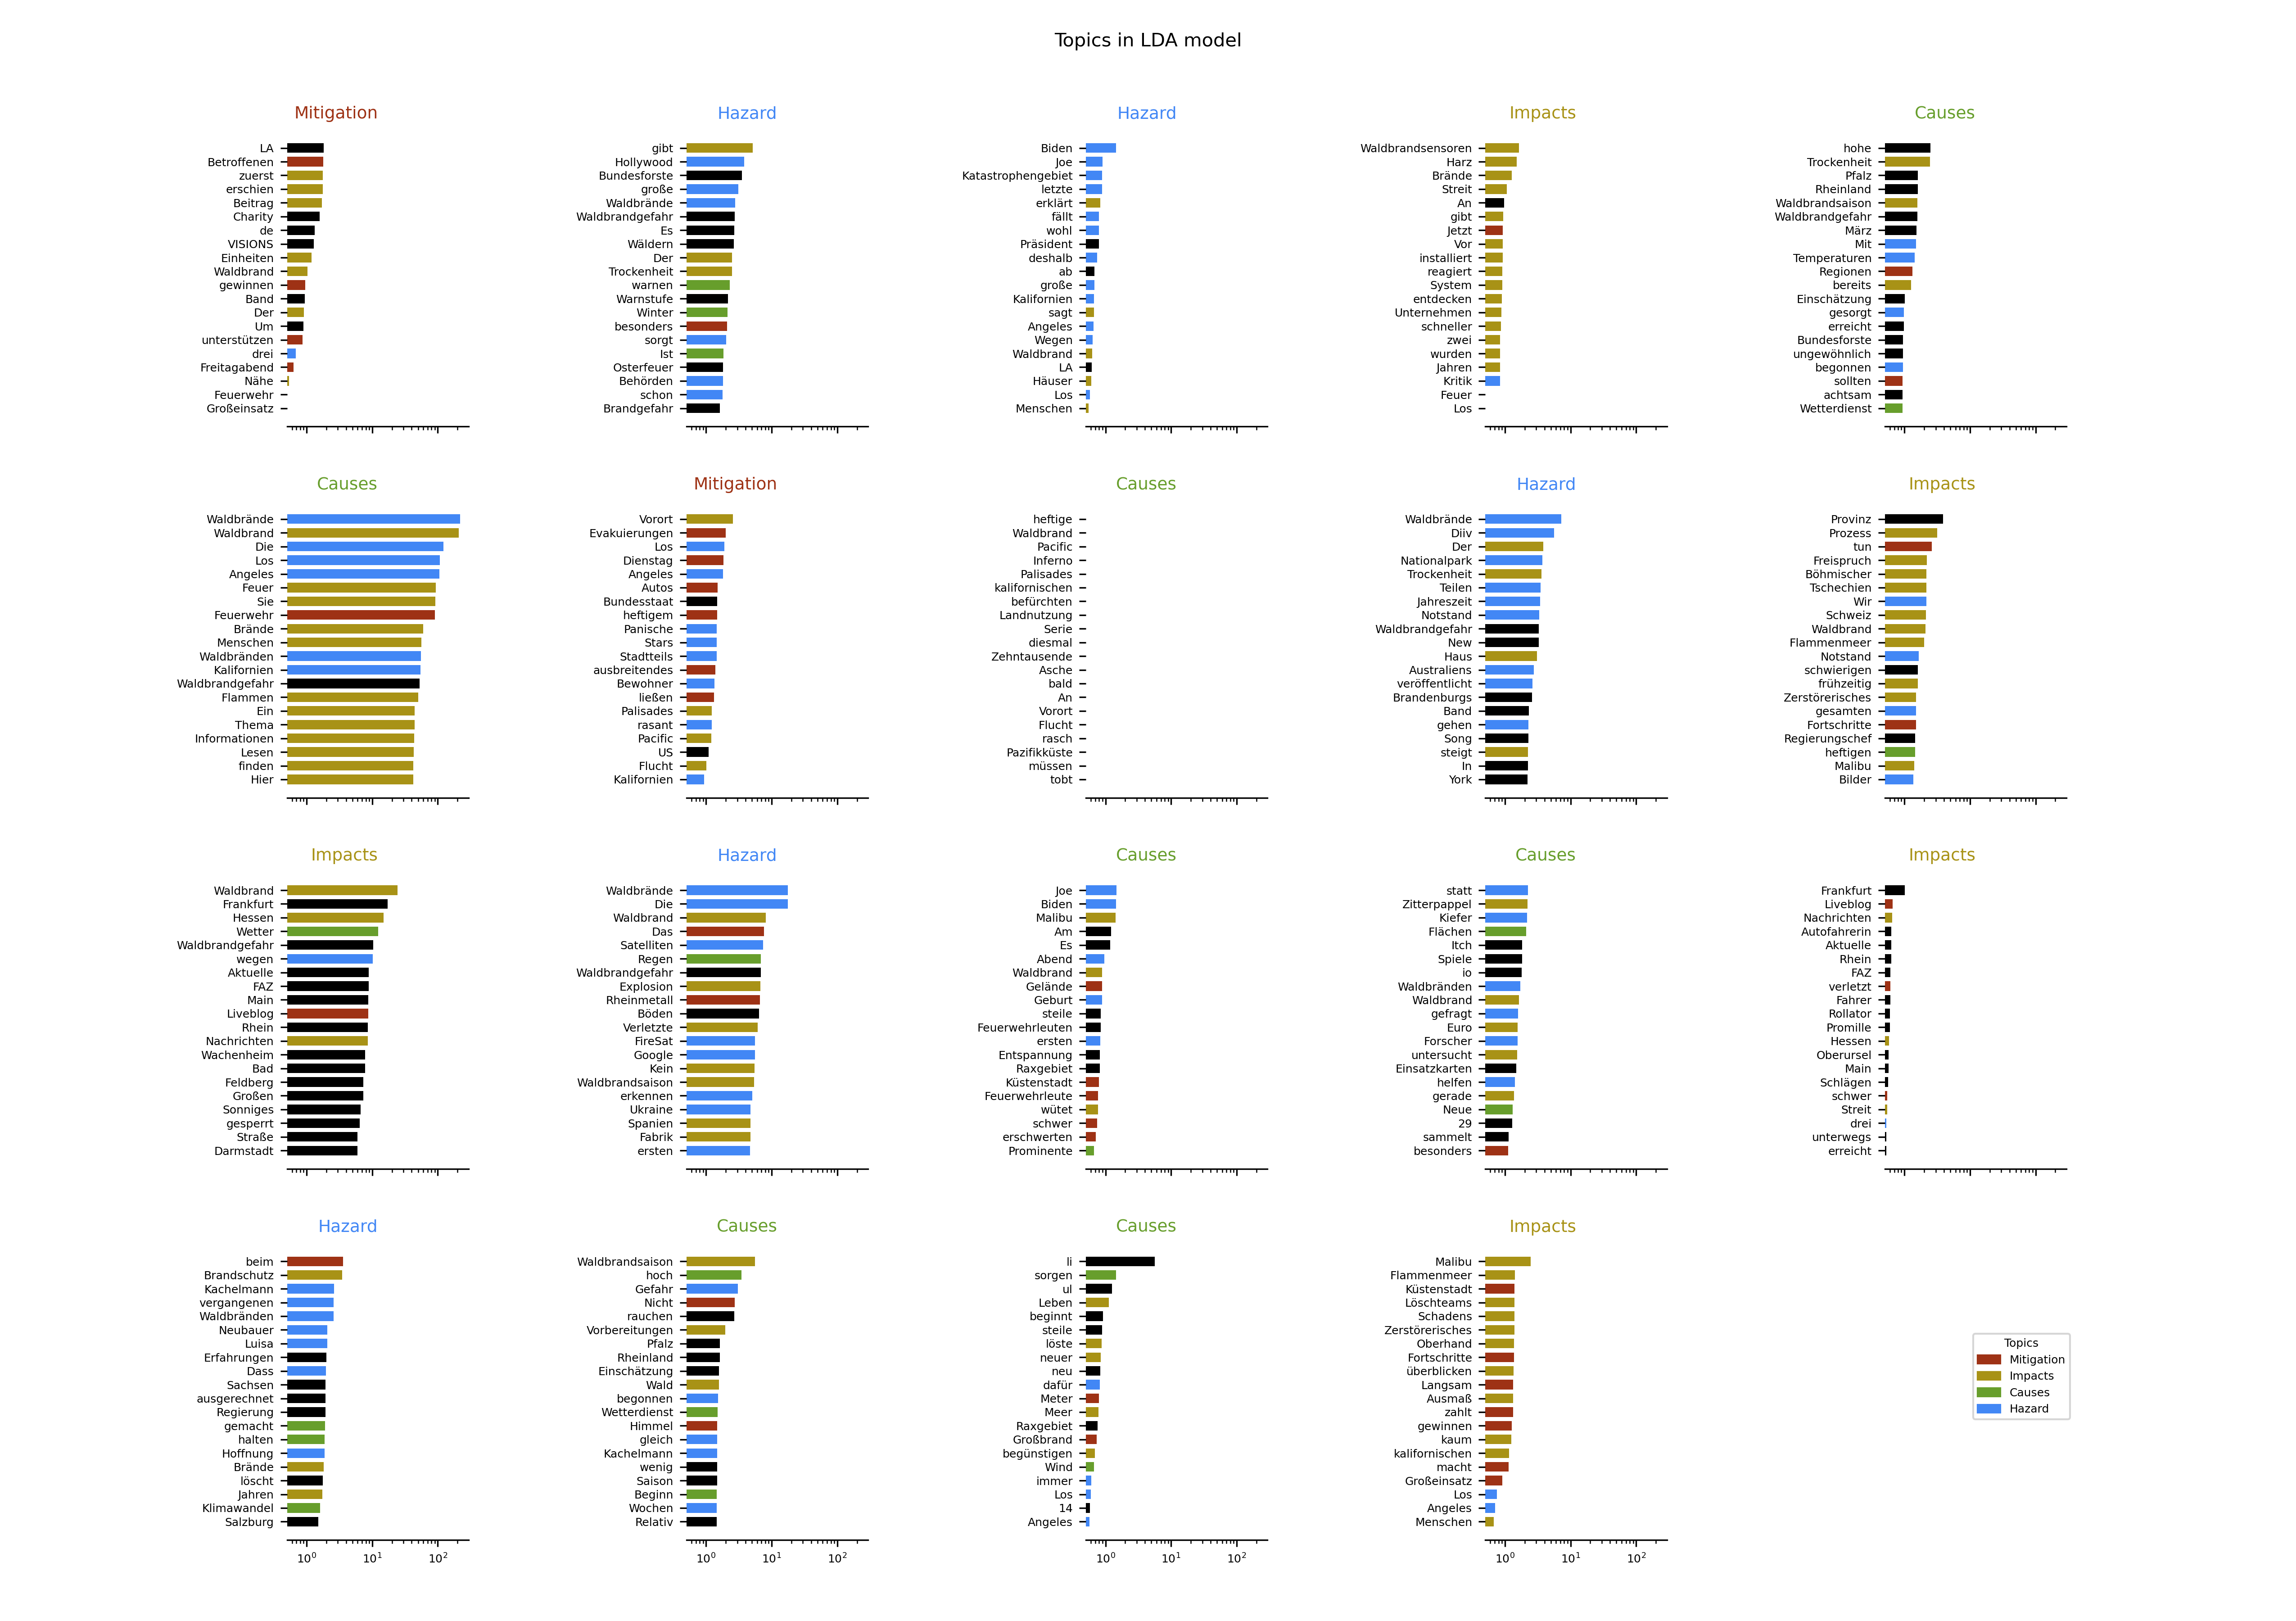 Topics in LDA model
Mitigation
LA
Betroffenen
zuerst
erschien
Beitrag
Charity
de
VISIONS
Einheiten
Waldbrand
gewinnen
Band
Der
Um
unterstützen
drei
Freitagabend
Nähe
Feuerwehr
Großeinsatz
Hazard
gibt
Hollywood
Bundesforste
große
Waldbrände
Waldbrandgefahr
Es
Wäldern
Der
Trockenheit
warnen
Warnstufe
Winter
besonders
sorgt
Ist
Osterfeuer
Behörden
schon
Brandgefahr
Hazard
Biden
Joe
Katastrophengebiet
letzte
erklärt
fällt
wohl
Präsident
deshalb
ab
große
Kalifornien
sagt
Angeles
Wegen
Waldbrand
LA
Häuser
Los
Menschen
Impacts
Waldbrandsensoren
Harz
Brände
Streit
An
gibt
Jetzt
Vor
installiert
reagiert
System
entdecken
Unternehmen
schneller
zwei
wurden
Jahren
Kritik
Feuer
Los
Causes
hohe
Trockenheit
Pfalz
Rheinland
Waldbrandsaison
Waldbrandgefahr
März
Mit
Temperaturen
Regionen
bereits
Einschätzung
gesorgt
erreicht
Bundesforste
ungewöhnlich
begonnen
sollten
achtsam
Wetterdienst
Causes
Waldbrände
Waldbrand
Die
Los
Angeles
Feuer
Sie
Feuerwehr
Brände
Menschen
Waldbränden
Kalifornien
Waldbrandgefahr
Flammen
Ein
Thema
Informationen
Lesen
finden
Hier
Mitigation
Vorort
Evakuierungen
Los
Dienstag
Angeles
Autos
Bundesstaat
heftigem
Panische
Stars
Stadtteils
ausbreitendes
Bewohner
ließen
Palisades
rasant
Pacific
US
Flucht
Kalifornien
Causes
heftige
Waldbrand
Pacific
Inferno
Palisades
kalifornischen
befürchten
Landnutzung
Serie
diesmal
Zehntausende
Asche
bald
An
Vorort
Flucht
rasch
Pazifikküste
müssen
tobt
Hazard
Waldbrände
Diiv
Der
Nationalpark
Trockenheit
Teilen
Jahreszeit
Notstand
Waldbrandgefahr
New
Haus
Australiens
veröffentlicht
Brandenburgs
Band
gehen
Song
steigt
In
York
Impacts
Provinz
Prozess
tun
Freispruch
Böhmischer
Tschechien
Wir
Schweiz
Waldbrand
Flammenmeer
Notstand
schwierigen
frühzeitig
Zerstörerisches
gesamten
Fortschritte
Regierungschef
heftigen
Malibu
Bilder
Impacts
Waldbrand
Frankfurt
Hessen
Wetter
Waldbrandgefahr
wegen
Aktuelle
FAZ
Main
Liveblog
Rhein
Nachrichten
Wachenheim
Bad
Feldberg
Großen
Sonniges
gesperrt
Straße
Darmstadt
Hazard
Waldbrände
Die
Waldbrand
Das
Satelliten
Regen
Waldbrandgefahr
Explosion
Rheinmetall
Böden
Verletzte
FireSat
Google
Kein
Waldbrandsaison
erkennen
Ukraine
Spanien
Fabrik
ersten
Causes
Joe
Biden
Malibu
Am
Es
Abend
Waldbrand
Gelände
Geburt
steile
Feuerwehrleuten
ersten
Entspannung
Raxgebiet
Küstenstadt
Feuerwehrleute
wütet
schwer
erschwerten
Prominente
Causes
statt
Zitterpappel
Kiefer
Flächen
Itch
Spiele
io
Waldbränden
Waldbrand
gefragt
Euro
Forscher
untersucht
Einsatzkarten
helfen
gerade
Neue
29
sammelt
besonders
Impacts
Frankfurt
Liveblog
Nachrichten
Autofahrerin
Aktuelle
Rhein
FAZ
verletzt
Fahrer
Rollator
Promille
Hessen
Oberursel
Main
Schlägen
schwer
Streit
drei
unterwegs
erreicht
Hazard
beim
Brandschutz
Kachelmann
vergangenen
Waldbränden
Neubauer
Luisa
Erfahrungen
Dass
Sachsen
ausgerechnet
Regierung
gemacht
halten
Hoffnung
Brände
löscht
Jahren
Klimawandel
Salzburg
10⁰ 10¹ 10²
Causes
Waldbrandsaison
hoch
Gefahr
Nicht
rauchen
Vorbereitungen
Pfalz
Rheinland
Einschätzung
Wald
begonnen
Wetterdienst
Himmel
gleich
Kachelmann
wenig
Saison
Beginn
Wochen
Relativ
10⁰ 10¹ 10²
Causes
li
sorgen
ul
Leben
beginnt
steile
löste
neuer
neu
dafür
Meter
Meer
Raxgebiet
Großbrand
begünstigen
Wind
immer
Los
14
Angeles
10⁰ 10¹ 10²
Impacts
Malibu
Flammenmeer
Küstenstadt
Löschteams
Schadens
Zerstörerisches
Oberhand
Fortschritte
überblicken
Langsam
Ausmaß
zahlt
gewinnen
kaum
kalifornischen
macht
Großeinsatz
Los
Angeles
Menschen
10⁰ 10¹ 10²
Topics
Mitigation
Impacts
Causes
Hazard